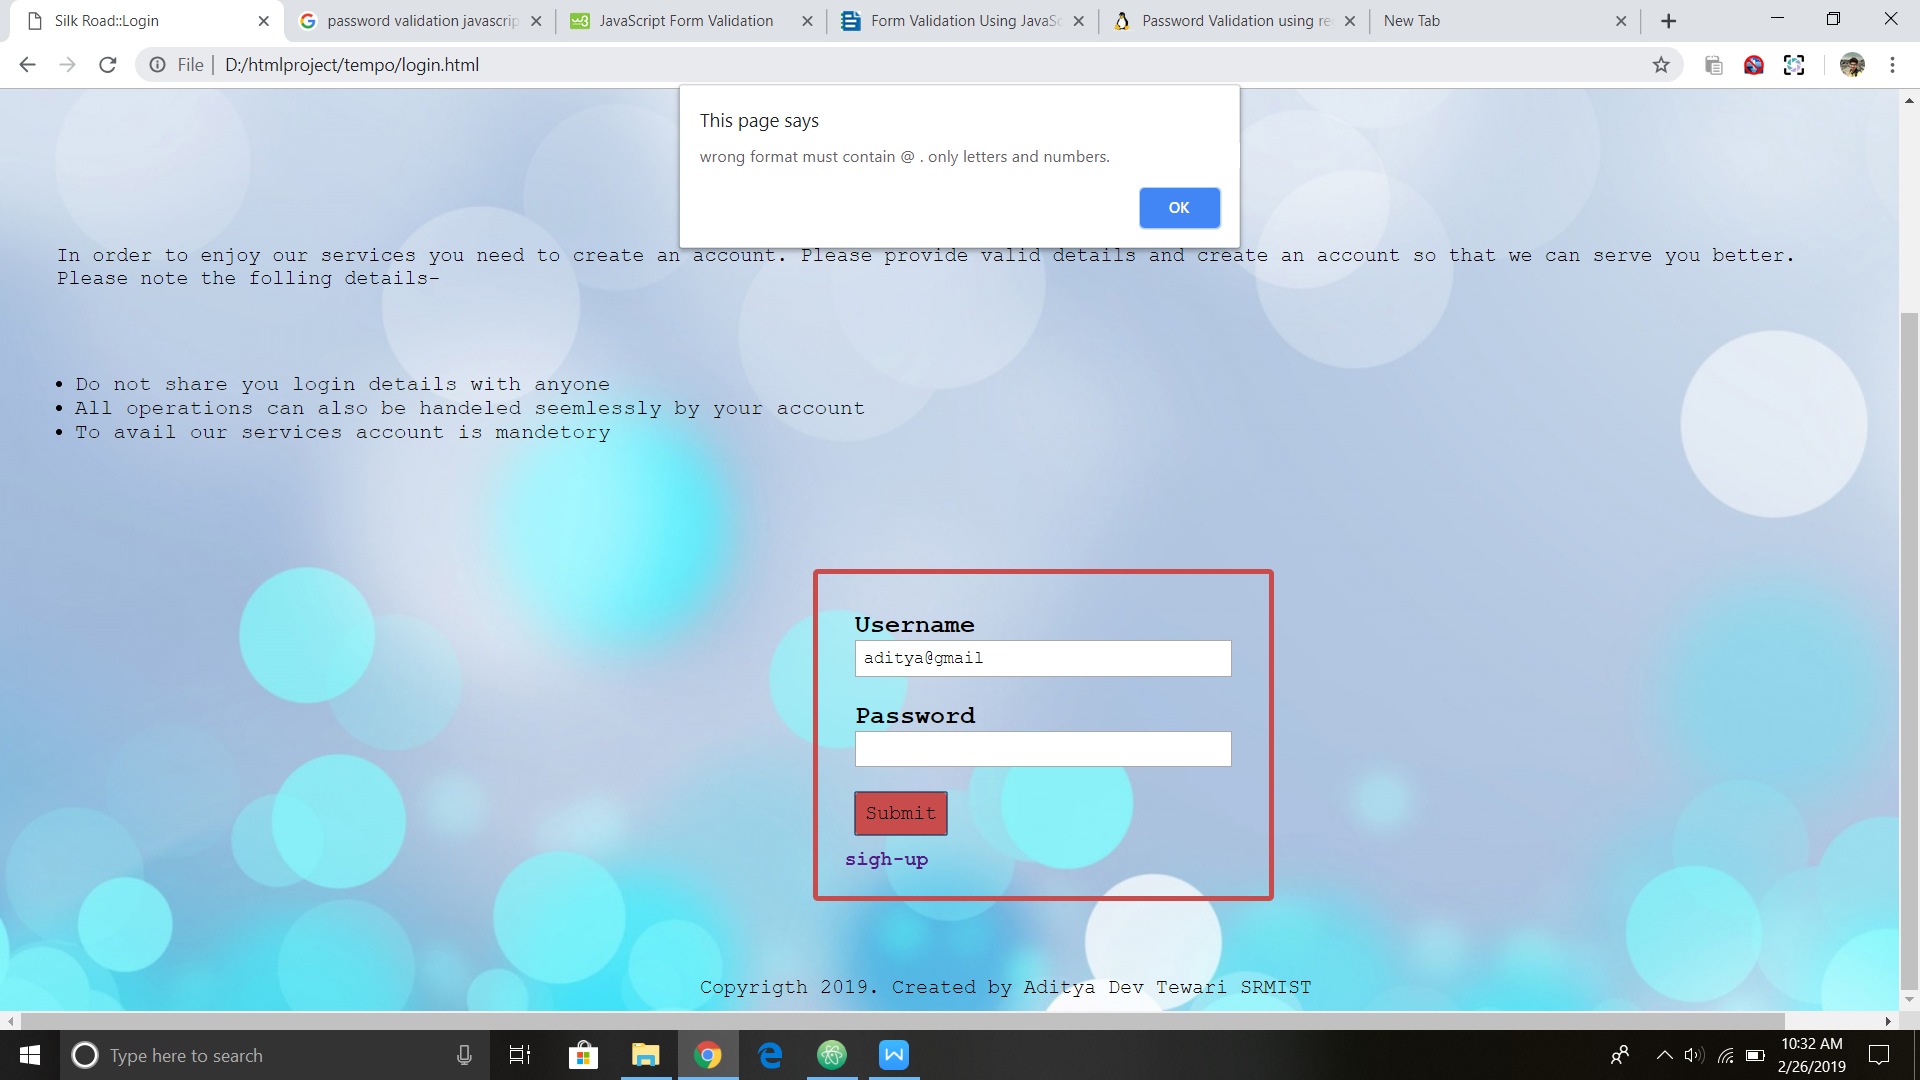 Silk Road::Login
password validation javascrip
JavaScript Form Validation
Form Validation Using JavaSc
Password Validation using re
New Tab
File | D:/htmlproject/tempo/login.html
This page says
wrong format must contain @ . only letters and numbers.
OK
In order to enjoy our services you need to create an account. Please provide valid details and create an account so that we can serve you better.
Please note the folling details-
• Do not share you login details with anyone
• All operations can also be handeled seemlessly by your account
• To avail our services account is mandetory
Username
aditya@gmail
Password
Submit
sigh-up
Copyrigth 2019. Created by Aditya Dev Tewari SRMIST
Type here to search
10:32 AM
2/26/2019